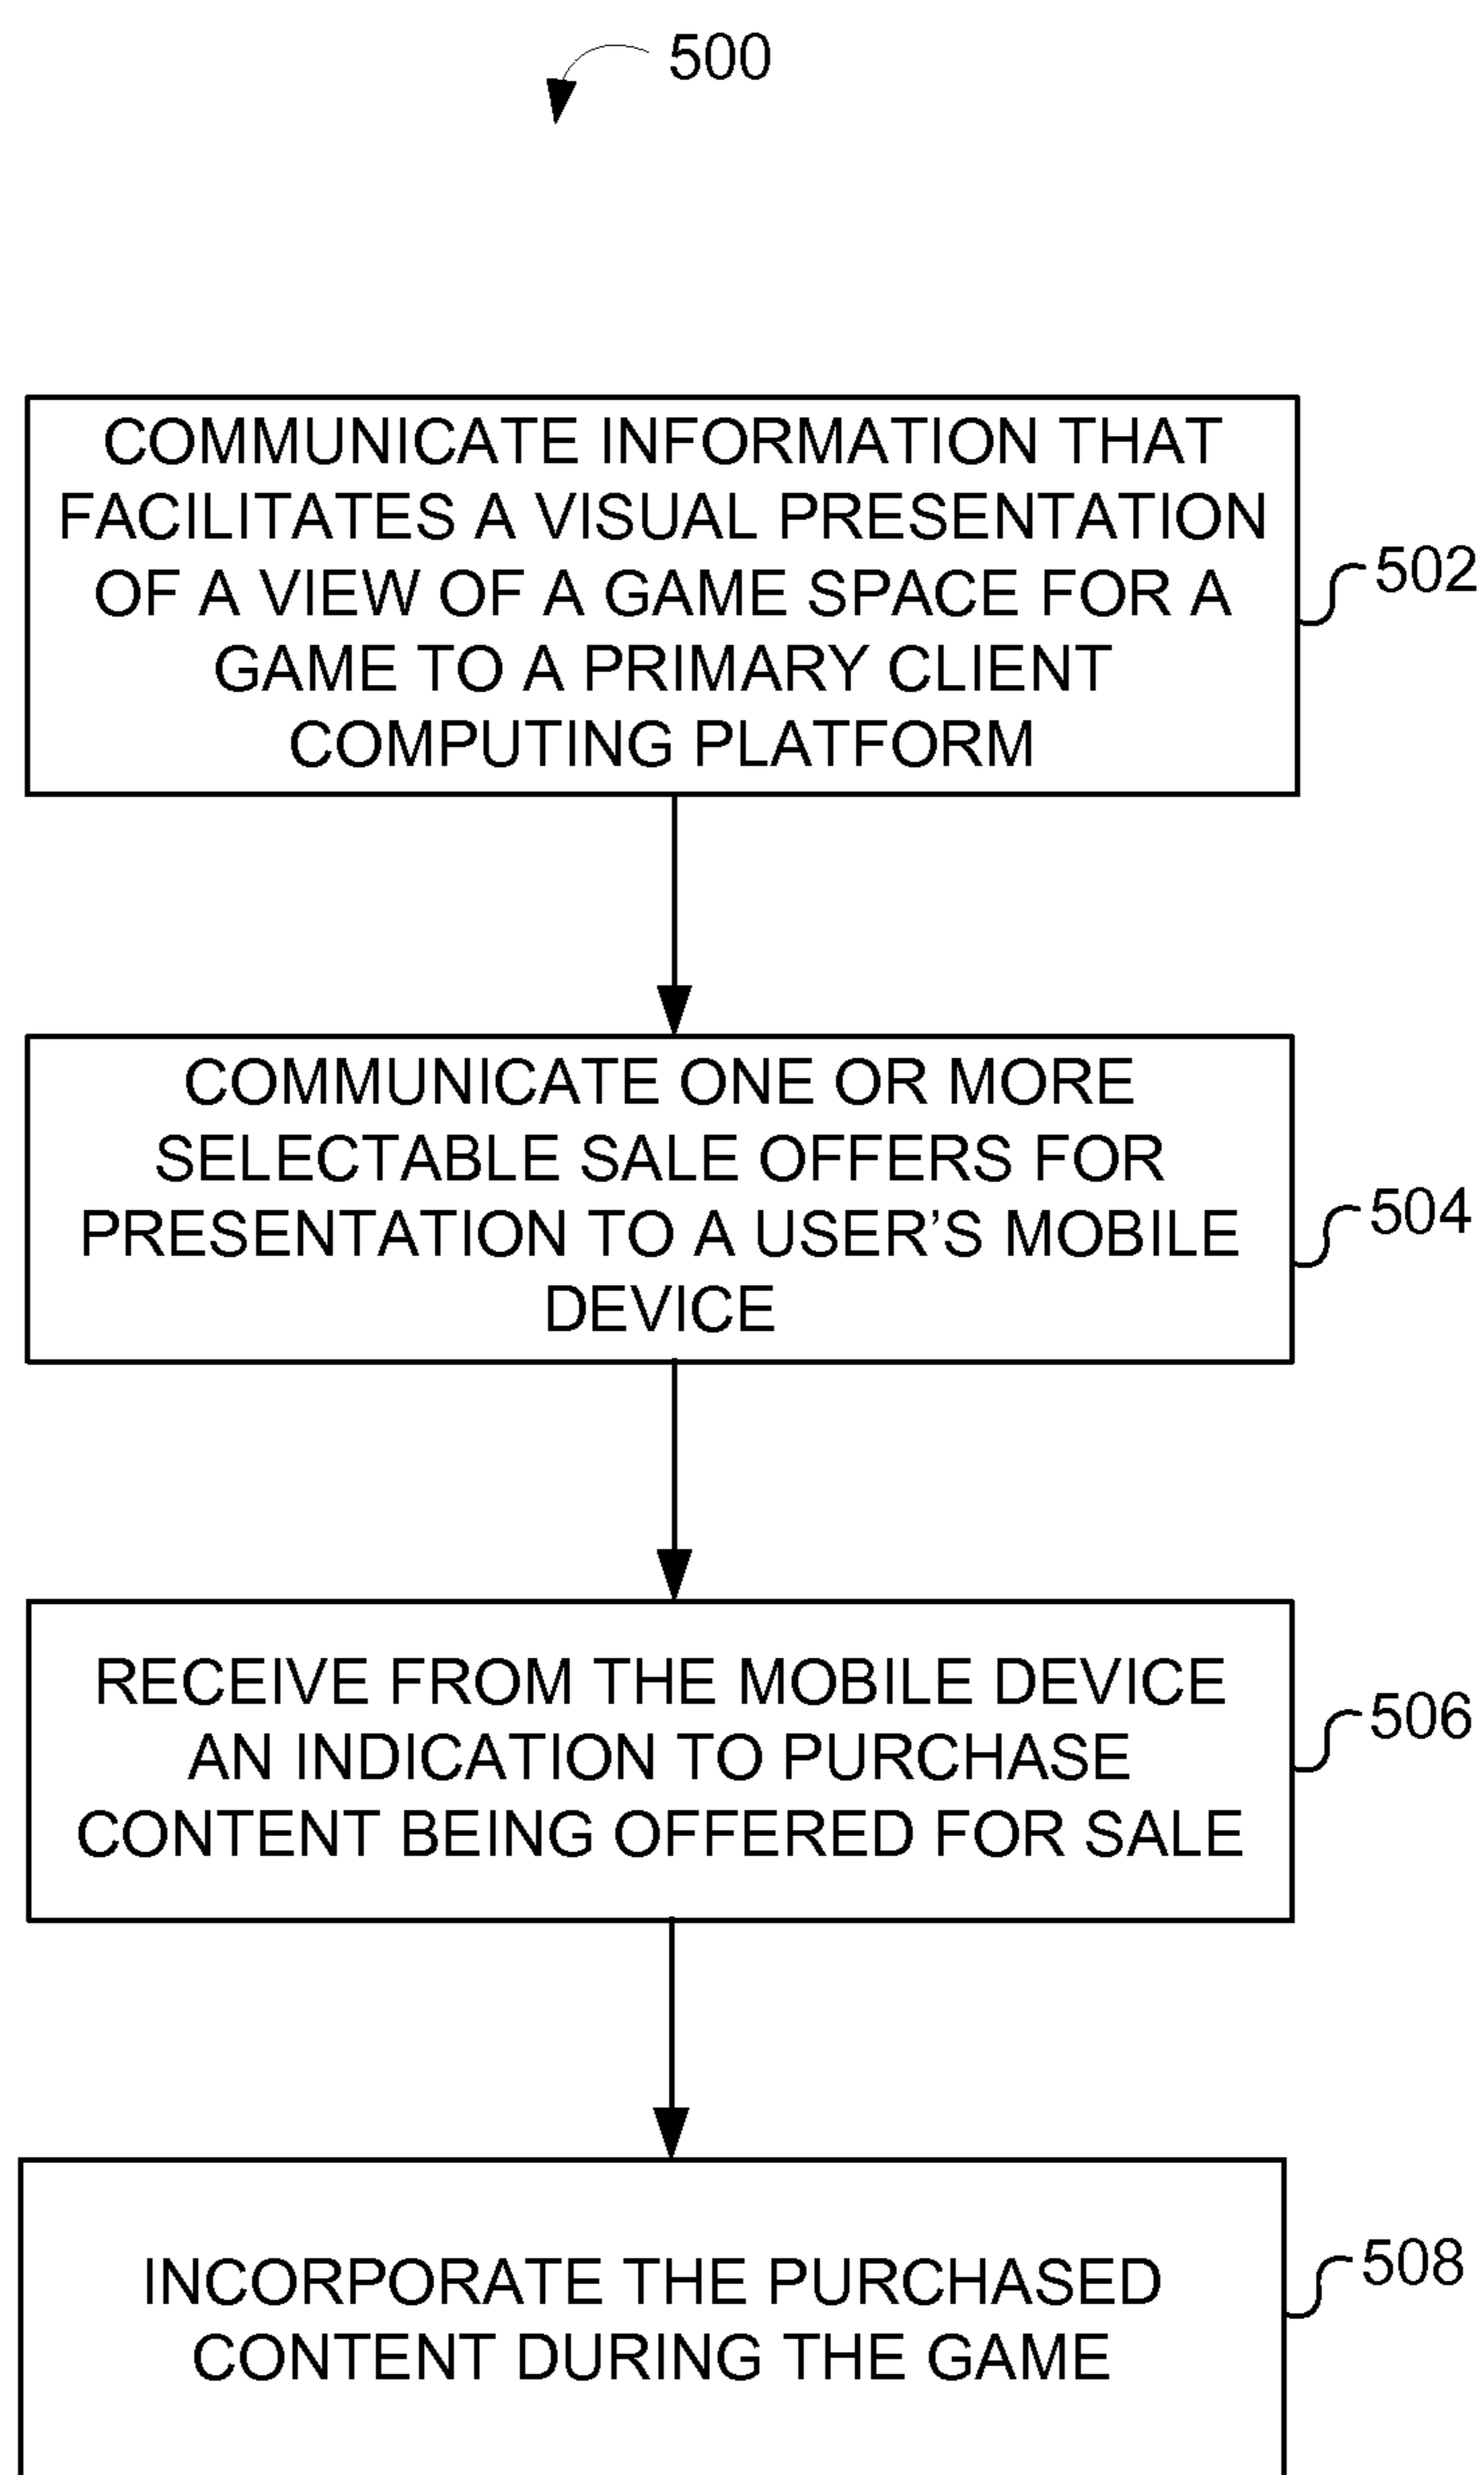 500
COMMUNICATE INFORMATION THAT
FACILITATES A VISUAL PRESENTATION
OF A VIEW OF A GAME SPACE FOR A
GAME TO A PRIMARY CLIENT
COMPUTING PLATFORM
502
COMMUNICATE ONE OR MORE
SELECTABLE SALE OFFERS FOR
PRESENTATION TO A USER’S MOBILE
DEVICE
504
RECEIVE FROM THE MOBILE DEVICE
AN INDICATION TO PURCHASE
CONTENT BEING OFFERED FOR SALE
506
INCORPORATE THE PURCHASED
CONTENT DURING THE GAME
508